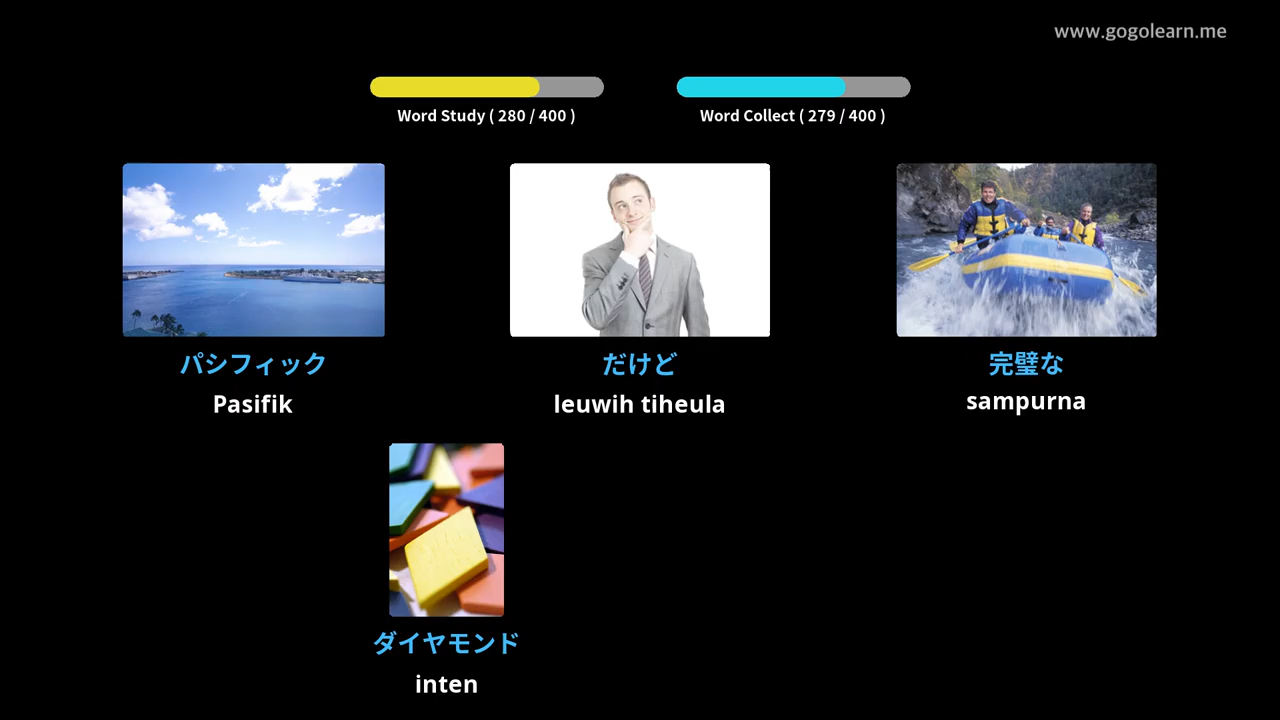 www.gogolearn.me
Word Study ( 280 / 400 )
Word Collect ( 279 / 400 )
パシフィック
Pasifik
だけど
leuwih tiheula
完璧な
sampurna
ダイヤモンド
inten